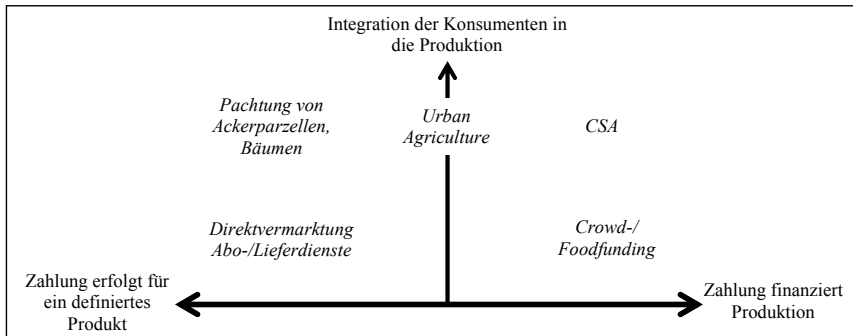 Integration der Konsumenten in
die Produktion
Pachtung von
Ackerparzellen,
Bäumen
Urban
Agriculture
CSA
Direktvermarktung
Abo-/Lieferdienste
Crowd-/
Foodfunding
Zahlung erfolgt für
ein definiertes
Produkt
Zahlung finanziert
Produktion